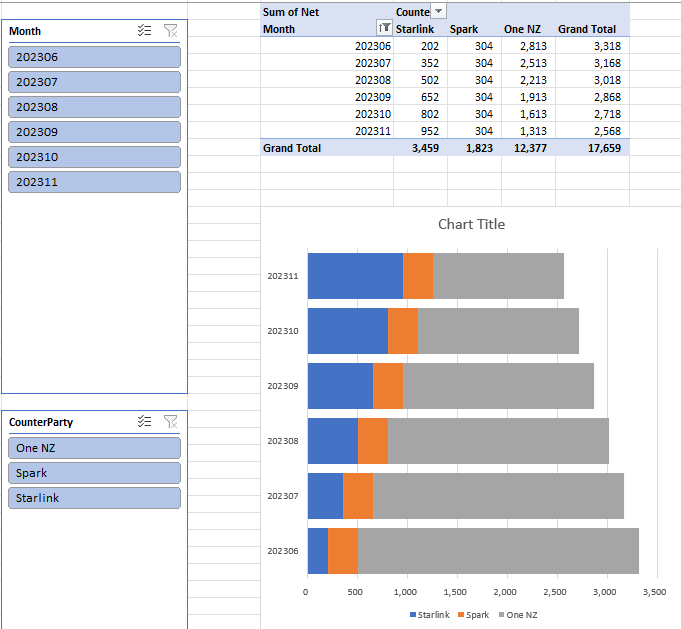 Month
202306
202307
202308
202309
202310
202311
CounterParty
One NZ
Spark
Starlink
Sum of Net Counte
Month Starlink Spark One NZ Grand Total
202306 202 304 2,813 3,318
202307 352 304 2,513 3,168
202308 502 304 2,213 3,018
202309 652 304 1,913 2,868
202310 802 304 1,613 2,718
202311 952 304 1,313 2,568
Grand Total 3,459 1,823 12,377 17,659
Chart Title
202311
202310
202309
202308
202307
202306
0 500 1,000 1,500 2,000 2,500 3,000 3,500
Starlink Spark One NZ